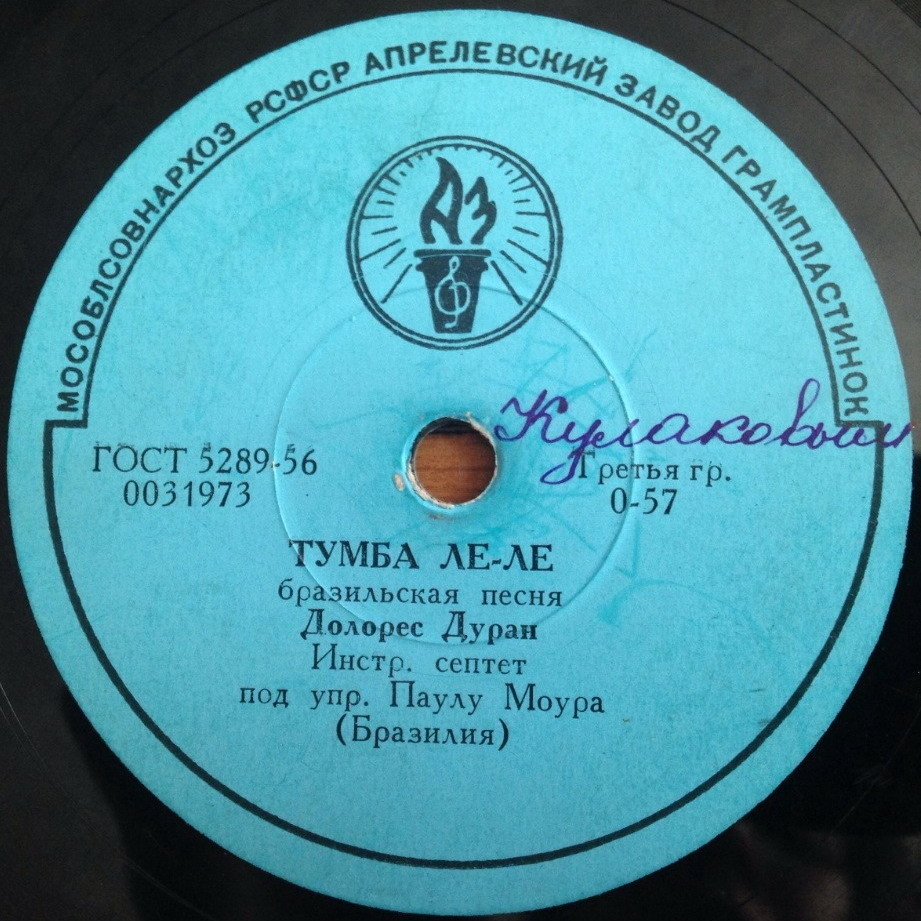 МОСОБЛСОВНАРХОЗ РСФСР АПРЕЛЕВСКИЙ ЗАВОД ГРАМПЛАСТИНОК
АЗ
Кулаковым
ГОСТ 5289-56
0031973
Третья гр.
0-57
ТУМБА ЛЕ-ЛЕ
бразильская песня
Долорес Дуран
Инстр. септет
под упр. Паулу Моура
(Бразилия)